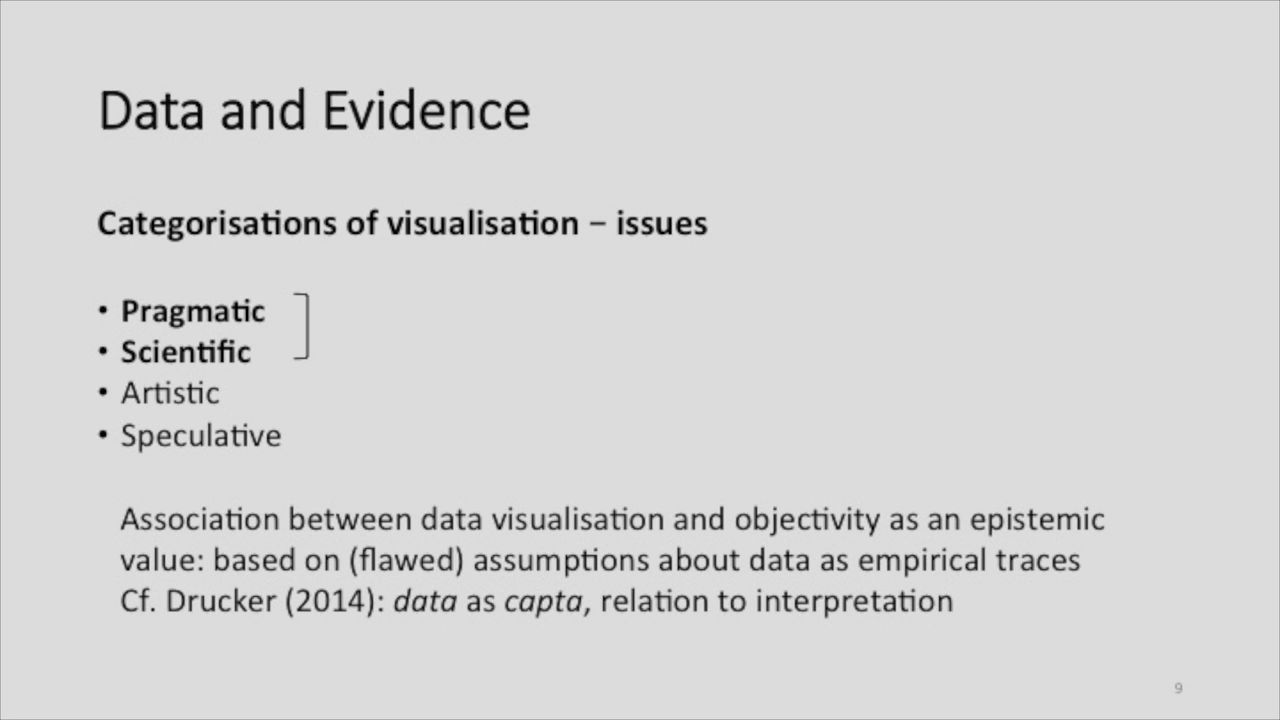 Data and Evidence
Categorisations of visualisation – issues
• Pragmatic
• Scientific
• Artistic
• Speculative
Association between data visualisation and objectivity as an epistemic
value: based on (flawed) assumptions about data as empirical traces
Cf. Drucker (2014): data as capta, relation to interpretation
9